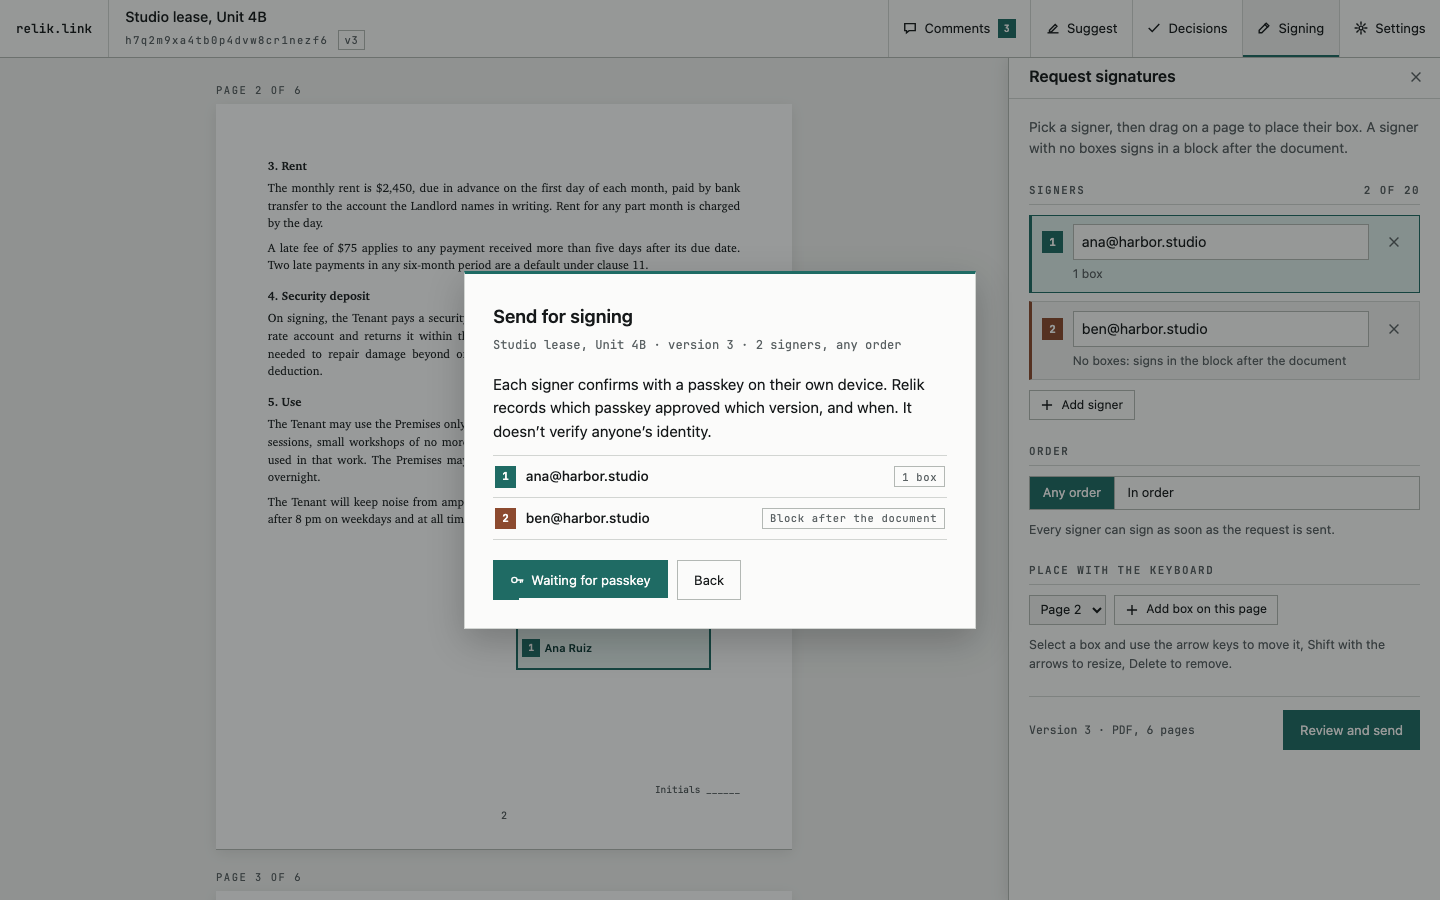 relik.link
Studio lease, Unit 4B
h7q2m9xa4tb0p4dvw8cr1nezf6 v3
Comments 3
Suggest
Decisions
Signing
Settings
PAGE 2 OF 6
3. Rent
The monthly rent is $2,450, due in advance on the first day of each month, paid by bank
transfer to the account the Landlord names in writing. Rent for any part month is charged
by the day.
A late fee of $75 applies to any payment received more than five days after its due date.
Two late payments in any six-month period are a default under clause 11.
4. Security deposit
On signing, the Tenant pays a security
rate account and returns it within
needed to repair damage beyond
deduction.
5. Use
The Tenant may use the Premises only
sessions, small workshops of no more
used in that work. The Premises may
overnight.
The Tenant will keep noise from
after 8 pm on weekdays and at all
1 Ana Ruiz
Initials ______
2
PAGE 3 OF 6
Send for signing
Studio lease, Unit 4B · version 3 · 2 signers, any order
Each signer confirms with a passkey on their own device. Relik
records which passkey approved which version, and when. It
doesn’t verify anyone’s identity.
1 ana@harbor.studio 1 box
2 ben@harbor.studio Block after the document
Waiting for passkey
Back
Request signatures
Pick a signer, then drag on a page to place their box. A signer
with no boxes signs in a block after the document.
SIGNERS 2 OF 20
1 ana@harbor.studio
1 box
2 ben@harbor.studio
No boxes: signs in the block after the document
Add signer
ORDER
Any order In order
Every signer can sign as soon as the request is sent.
PLACE WITH THE KEYBOARD
Page 2 Add box on this page
Select a box and use the arrow keys to move it, Shift with the
arrows to resize, Delete to remove.
Version 3 · PDF, 6 pages
Review and send